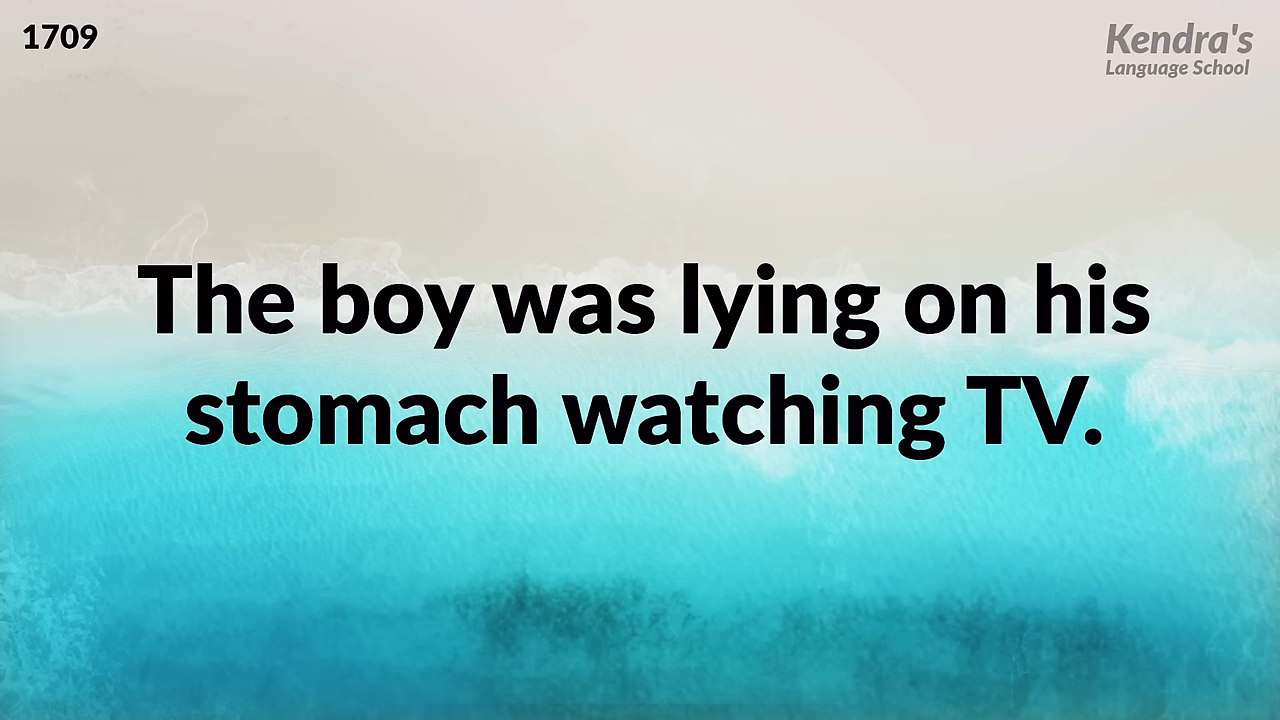 1709
Kendra's
Language School
The boy was lying on his
stomach watching TV.